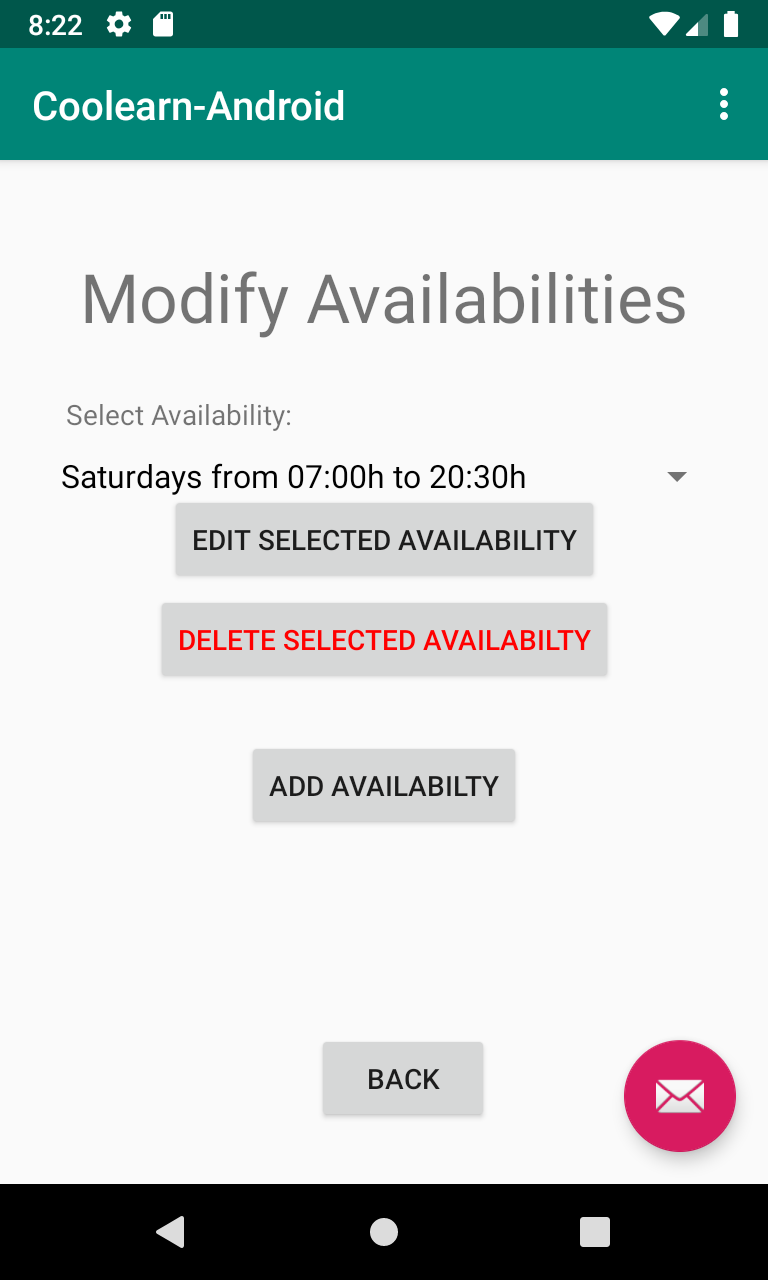 8:22
Coolearn-Android
Modify Availabilities
Select Availability:
Saturdays from 07:00h to 20:30h
EDIT SELECTED AVAILABILITY
DELETE SELECTED AVAILABILTY
ADD AVAILABILTY
BACK